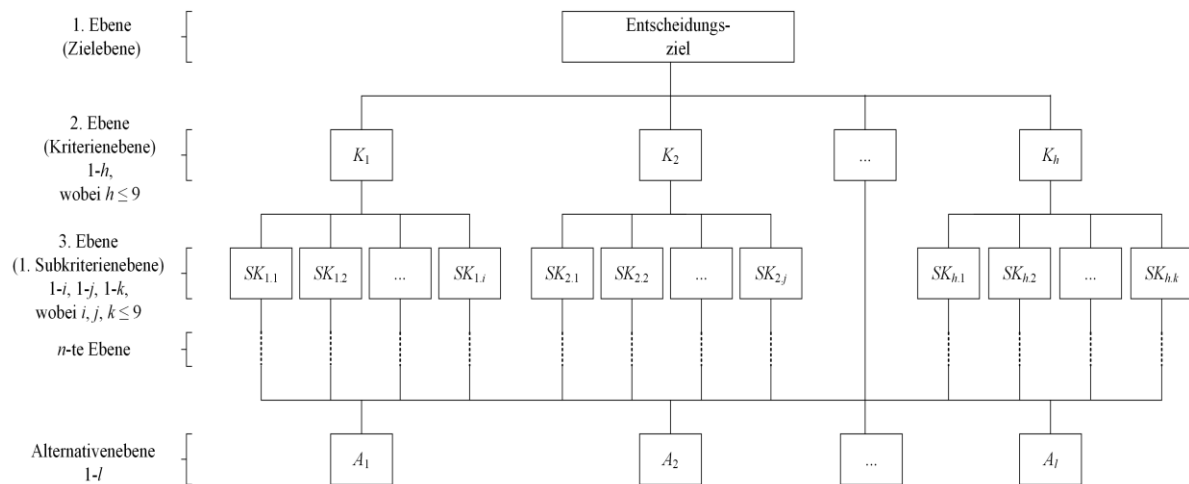 1. Ebene
(Zielebene)
Entscheidungs-
ziel
2. Ebene
(Kriterienebene)
1-h,
wobei h ≤ 9
K1
K2
...
Kh
3. Ebene
(1. Subkriterienebene)
1-i, 1-j, 1-k,
wobei i, j, k ≤ 9
SK1.1
SK1.2
...
SK1.i
SK2.1
SK2.2
...
SK2.j
SKh.1
SKh.2
...
SKh.k
n-te Ebene
Alternativenebene
1-l
A1
A2
...
Al